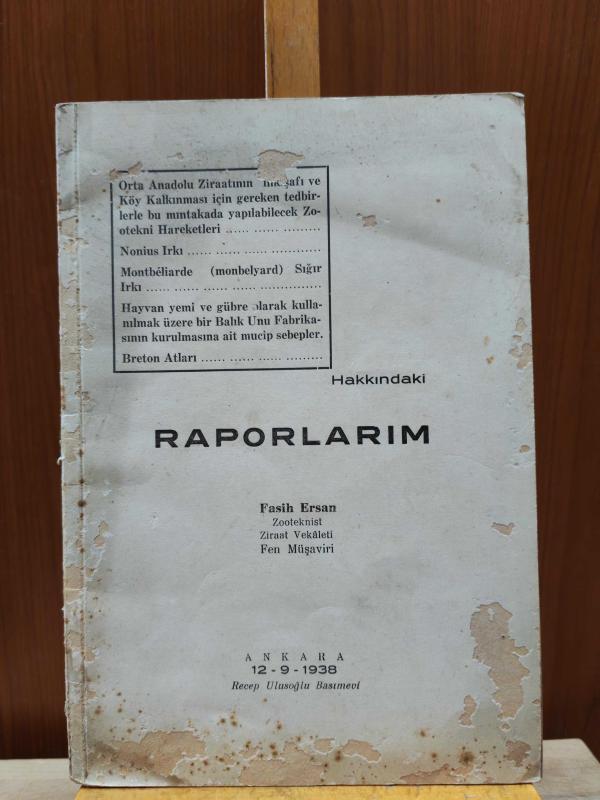 Orta Anadolu Ziraatının ve
Köy Kalkınması için gereken tedbir-
lerle bu mıntakada yapılabilecek Zo-
otekni Hareketleri ...... ...... .........
Nonius Irkı ...... ...... ...... ............
Montbéliarde (monbelyard) Sığır
Irkı ...... ...... ...... ...... ...............
Hayvan yemi ve gübre olarak kulla-
nılmak üzere bir Balık Unu Fabrika-
sının kurulmasına ait mucip sebepler.
Breton Atları ...... ...... ...... .........
Hakkındaki
RAPORLARIM
Fasih Ersan
Zooteknist
Ziraat Vekâleti
Fen Müşaviri
ANKARA
12 - 9 - 1938
Recep Ulusoğlu Basımevi